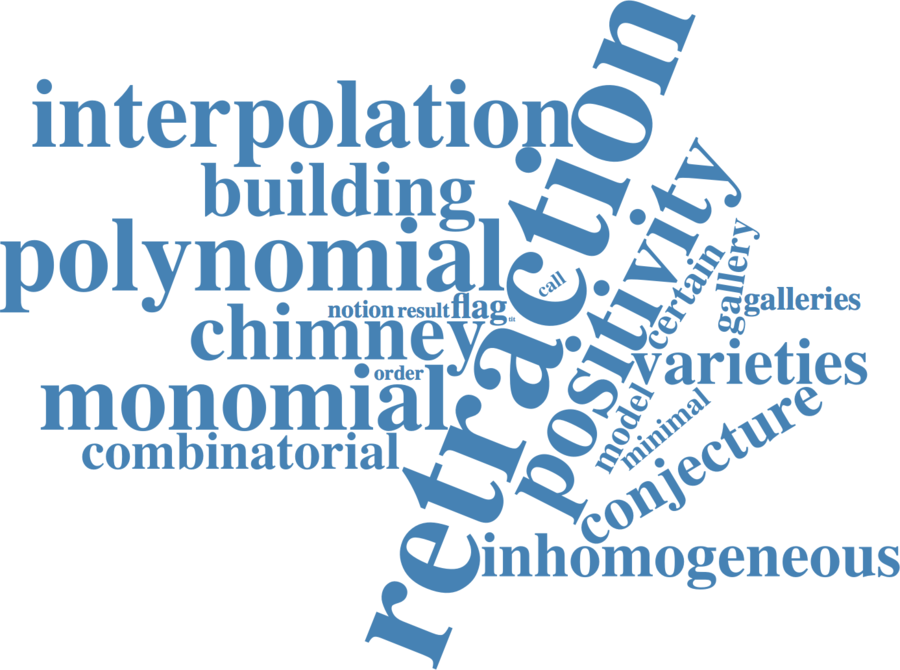 retraction
interpolation
positivity
building
polynomial
gallery
certain
call
galleries
flag
notion
result
chimney
varieties
order
monomial
model
minimal
conjecture
combinatorial
inhomogeneous